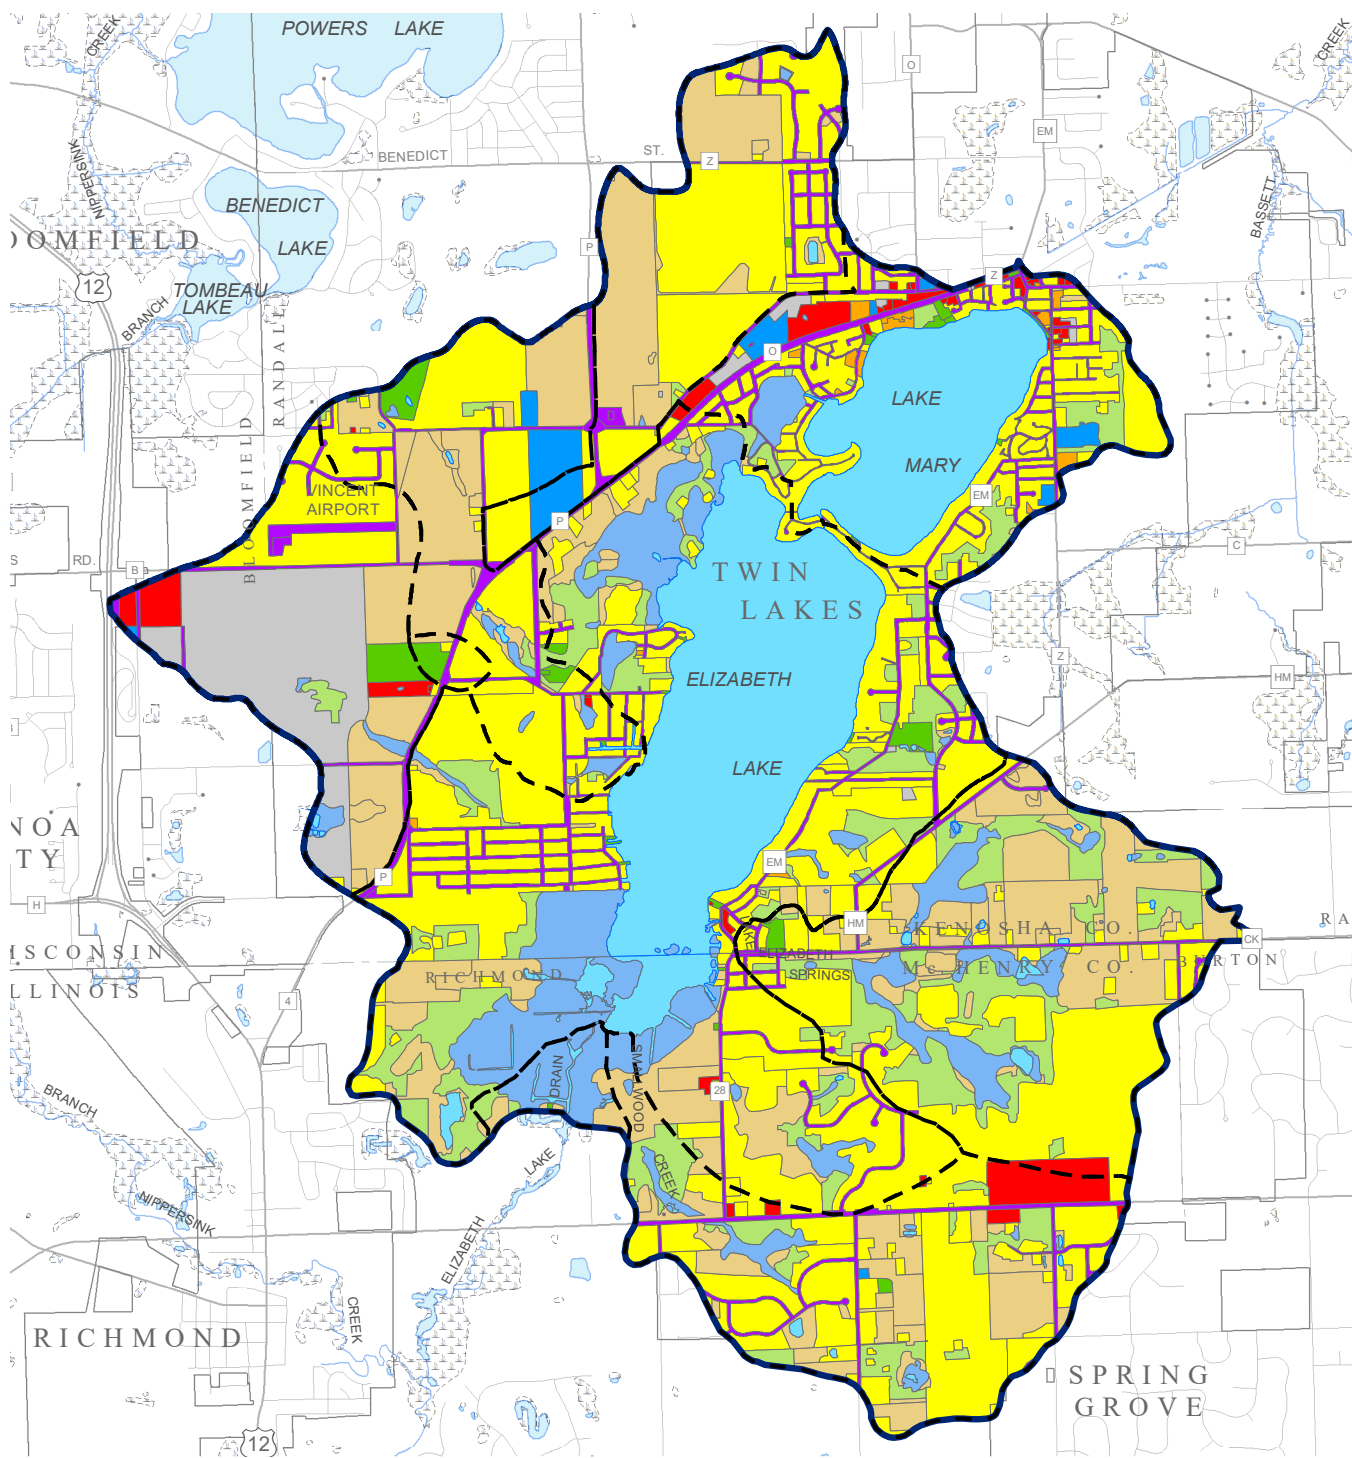 CREEK
POWERS LAKE
CREEK
O
EM
NIPPERSINK
BENEDICT
ST.
Z
BENEDICT
LAKE
BASSETT
OOMFIELD
P
12
TOMBEAU
LAKE
Z
BRANCH
RANDALL
O
LAKE
MARY
BLOOMFIELD
VINCENT
AIRPORT
EM
P
C
S
RD.
B
TWIN
LAKES
Z
ELIZABETH
HM
LAKE
NOA
TY
EM
P
H
HM
KENOSHA CO.
RA
CK
LAKE
ISCONSIN
ELIZABETH
SPRINGS
McHENRY CO.
BURTON
RICHMOND
LLINOIS
4
SMALLWOOD
DRAIN
28
BRANCH
LAKE
CREEK
NIPPERSINK
ELIZABETH
CREEK
RICHMOND
SPRING
GROVE
12